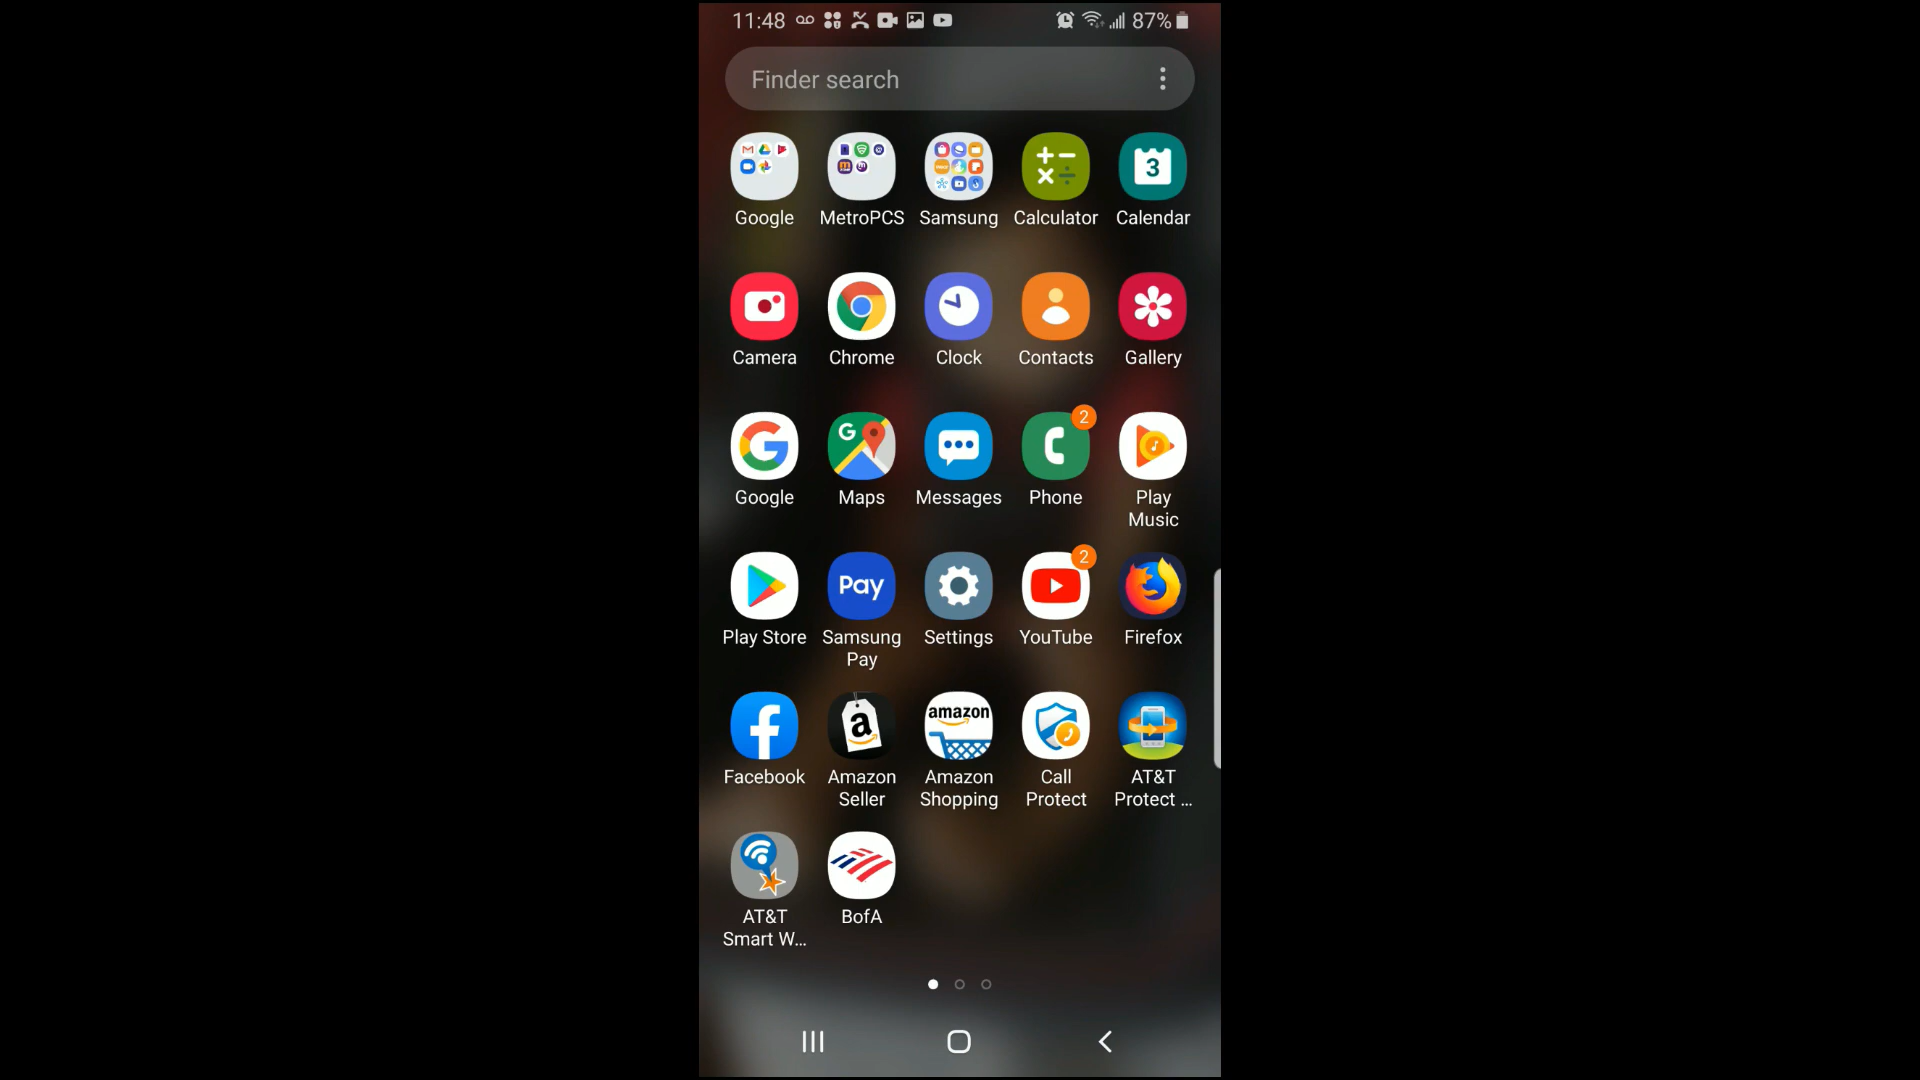 11:48 87%
Finder search
Google MetroPCS Samsung Calculator Calendar
3
Camera Chrome Clock Contacts Gallery
G
2
Google Maps Messages Phone Play
Music
Pay
2
Play Store Samsung Settings YouTube Firefox
Pay
a
amazon
Facebook Amazon Amazon Call AT&T
Seller Shopping Protect Protect ...
AT&T BofA
Smart W...